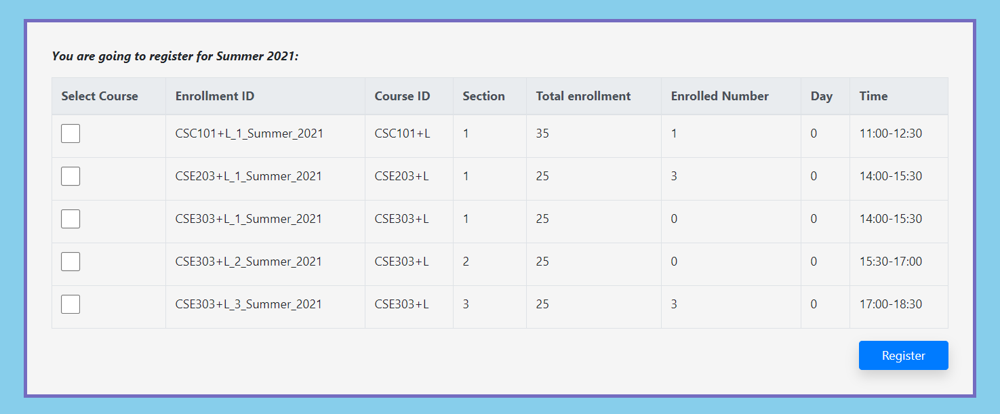 You are going to register for Summer 2021:
Select Course Enrollment ID Course ID Section Total enrollment Enrolled Number Day Time
CSC101+L_1_Summer_2021 CSC101+L 1 35 1 0 11:00-12:30
CSE203+L_1_Summer_2021 CSE203+L 1 25 3 0 14:00-15:30
CSE303+L_1_Summer_2021 CSE303+L 1 25 0 0 14:00-15:30
CSE303+L_2_Summer_2021 CSE303+L 2 25 0 0 15:30-17:00
CSE303+L_3_Summer_2021 CSE303+L 3 25 3 0 17:00-18:30
Register